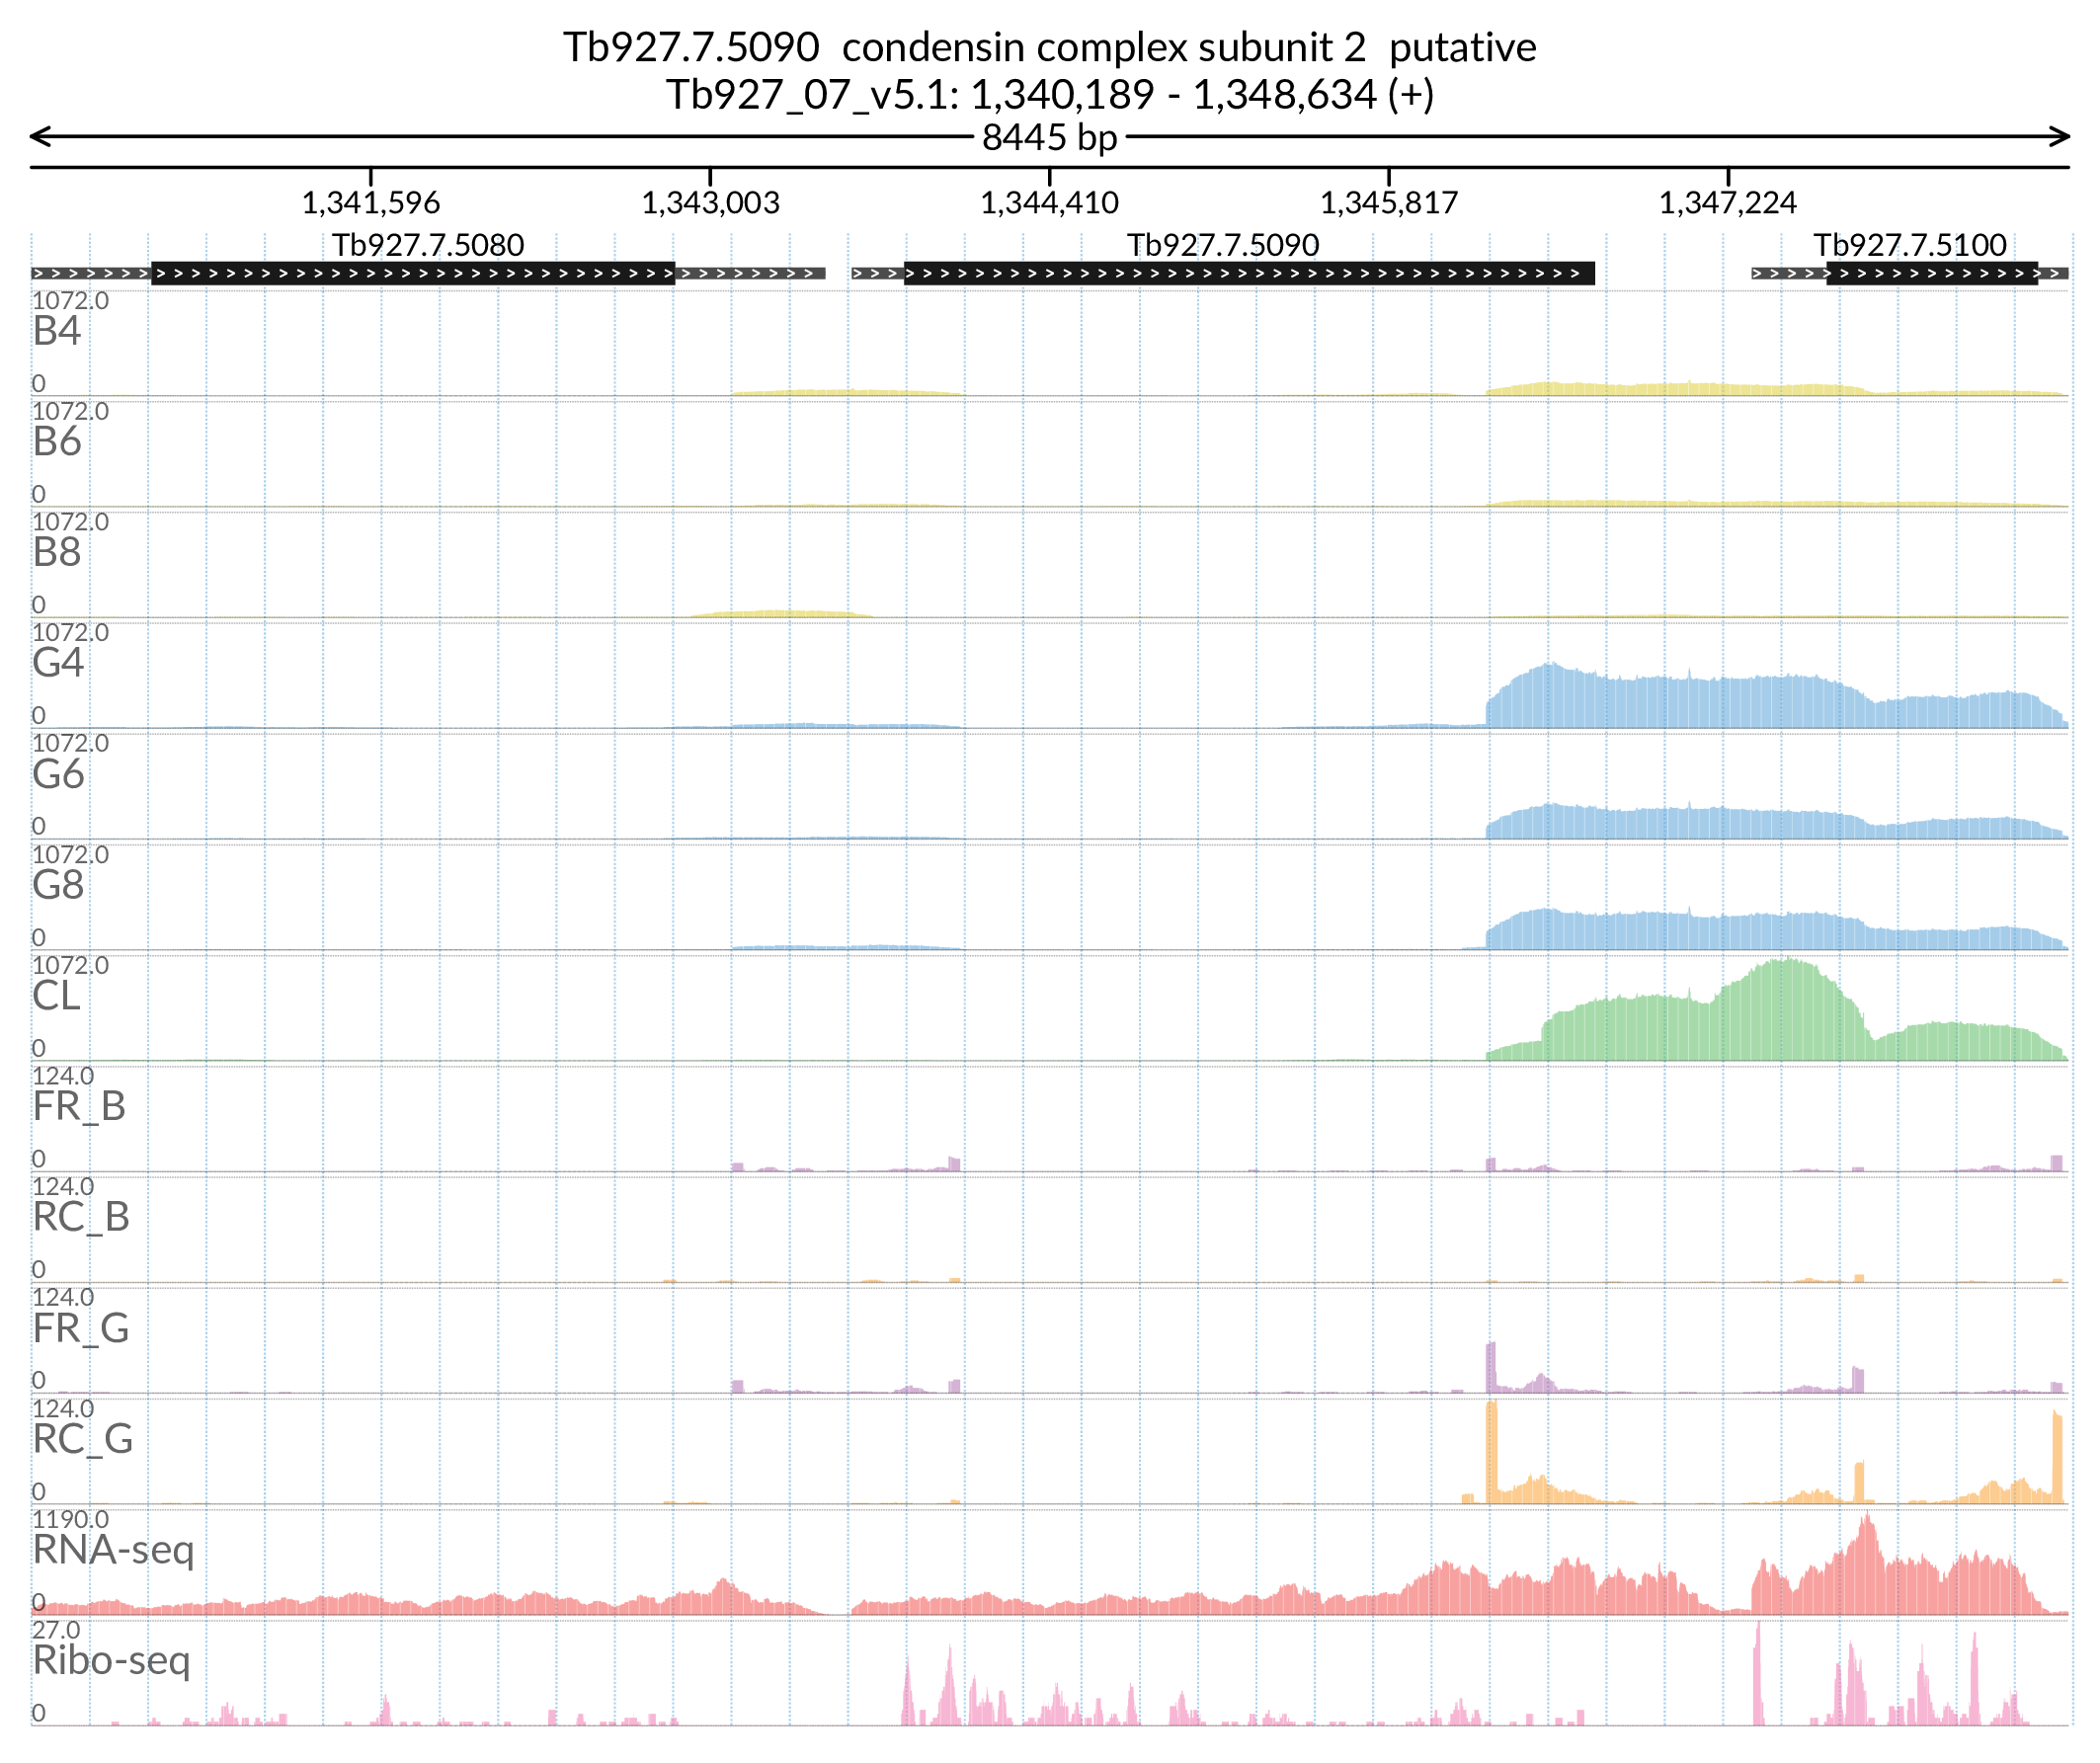 Tb927.7.5090 condensin complex subunit 2 putative
Tb927_07_v5.1: 1,340,189 - 1,348,634 (+)
8445 bp
1,341,596 1,343,003 1,344,410 1,345,817 1,347,224
Tb927.7.5080 Tb927.7.5090 Tb927.7.5100
1072.0
B4
0
1072.0
B6
0
1072.0
B8
0
1072.0
G4
0
1072.0
G6
0
1072.0
G8
0
1072.0
CL
0
124.0
FR_B
0
124.0
RC_B
0
124.0
FR_G
0
124.0
RC_G
0
1190.0
RNA-seq
0
27.0
Ribo-seq
0